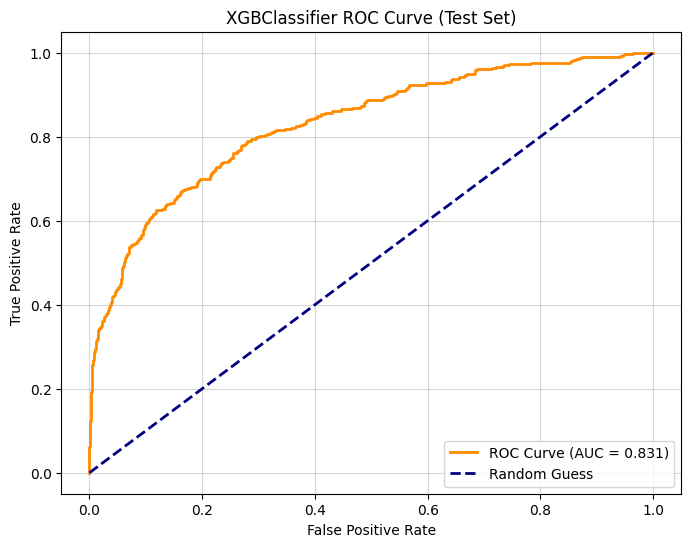 XGBClassifier ROC Curve (Test Set)
True Positive Rate
1.0
0.8
0.6
0.4
0.2
0.0
0.0 0.2 0.4 0.6 0.8 1.0
False Positive Rate
ROC Curve (AUC = 0.831)
Random Guess